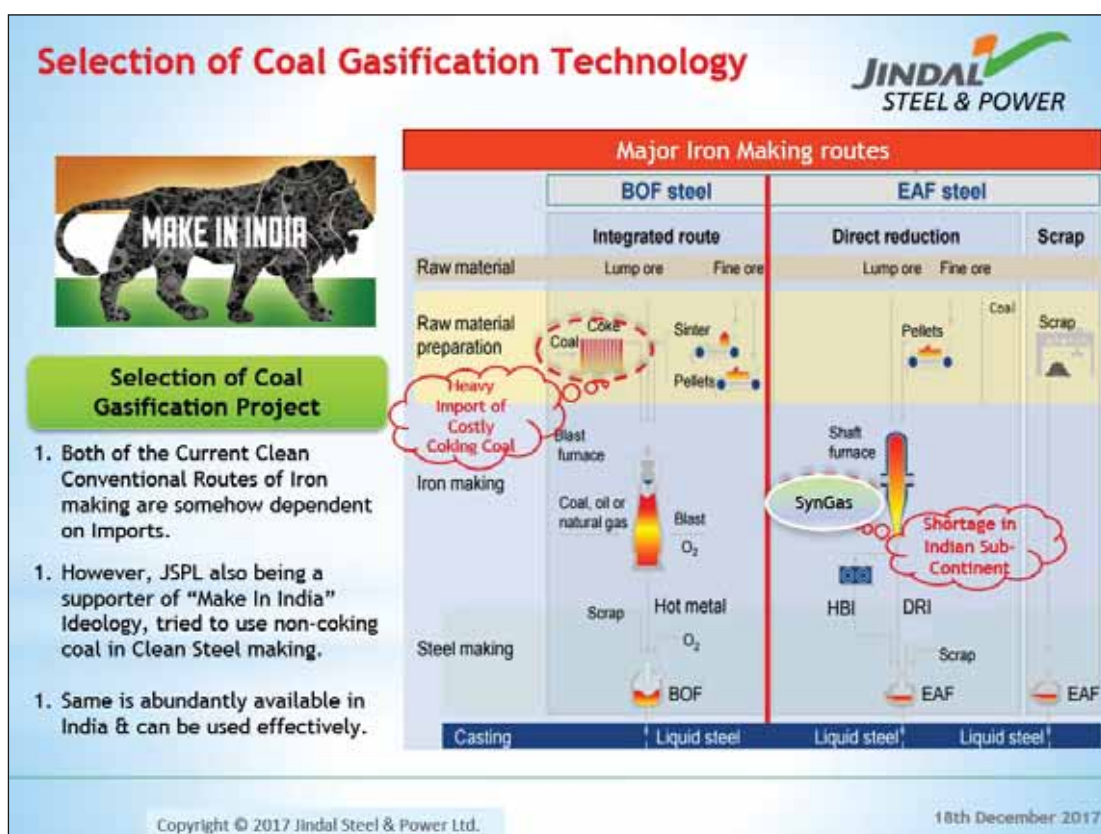 Selection of Coal Gasification Technology
JINDAL
STEEL & POWER
MAKE IN INDIA
Selection of Coal
Gasification Project
1. Both of the Current Clean
Conventional Routes of Iron
making are somehow dependent
on Imports.
1. However, JSPL also being a
supporter of “Make In India”
Ideology, tried to use non-coking
coal in Clean Steel making.
1. Same is abundantly available in
India & can be used effectively.
Major Iron Making routes
BOF steel
EAF steel
Integrated route
Direct reduction
Scrap
Raw material
Lump ore
Fine ore
Lump ore
Fine ore
Raw material
preparation
Coal
Coke
Sinter
Pellets
Pellets
Coal
Scrap
Heavy
Import of
Costly
Coking Coal
Iron making
Blast
furnace
Coal, oil or
natural gas
Blast
O2
Shaft
furnace
SynGas
Shortage in
Indian Sub-
Continent
HBI
DRI
Steel making
Scrap
Hot metal
O2
BOF
Scrap
EAF
EAF
Casting
Liquid steel
Liquid steel
Liquid steel
Copyright © 2017 Jindal Steel & Power Ltd.
18th December 2017